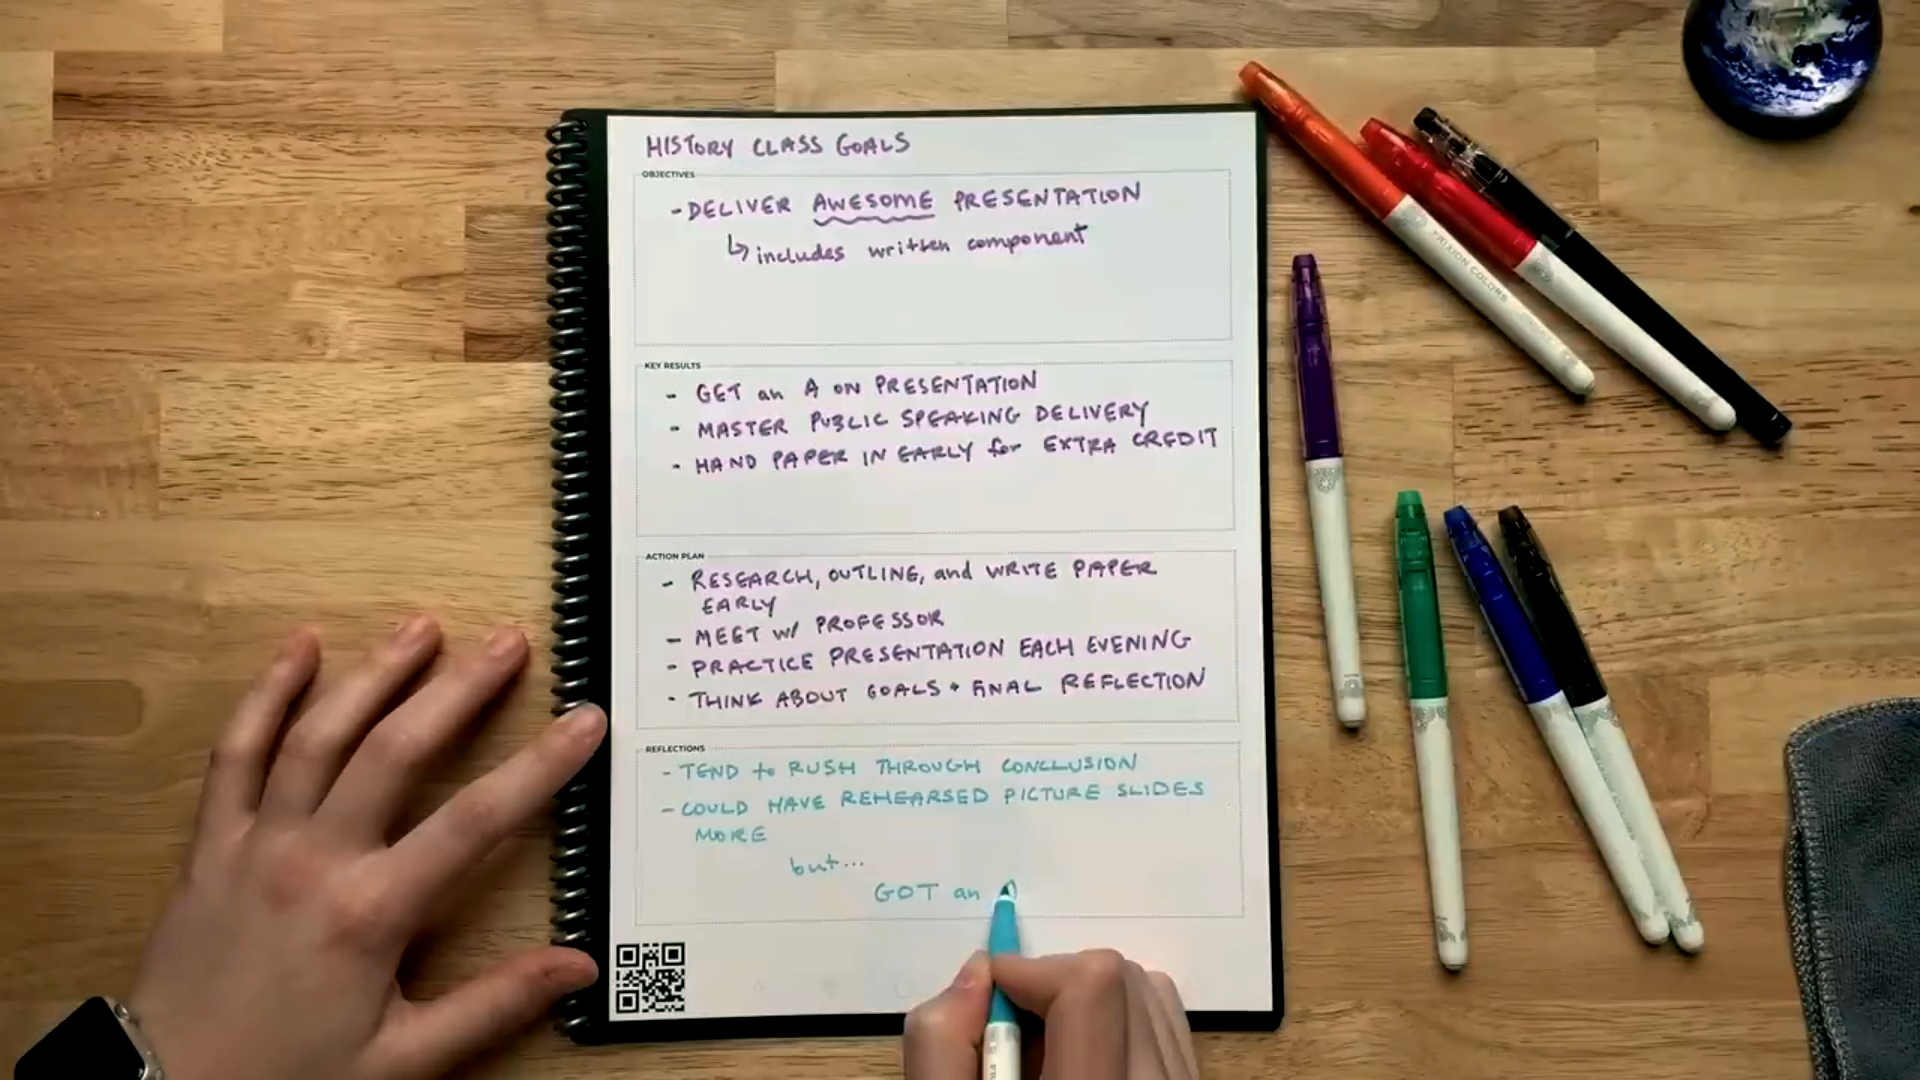 HISTORY CLASS GOALS
OBJECTIVES
- DELIVER AWESOME PRESENTATION
↳ includes written component
KEY RESULTS
- GET an A ON PRESENTATION
- MASTER PUBLIC SPEAKING DELIVERY
- HAND PAPER IN EARLY for EXTRA CREDIT
ACTION PLAN
- RESEARCH, OUTLINE, and WRITE PAPER
EARLY
- MEET W/ PROFESSOR
- PRACTICE PRESENTATION EACH EVENING
- THINK ABOUT GOALS + FINAL REFLECTION
REFLECTIONS
- TEND to RUSH THROUGH CONCLUSION
- COULD HAVE REHEARSED PICTURE SLIDES
MORE
but...
GOT an
FRIXION COLORS